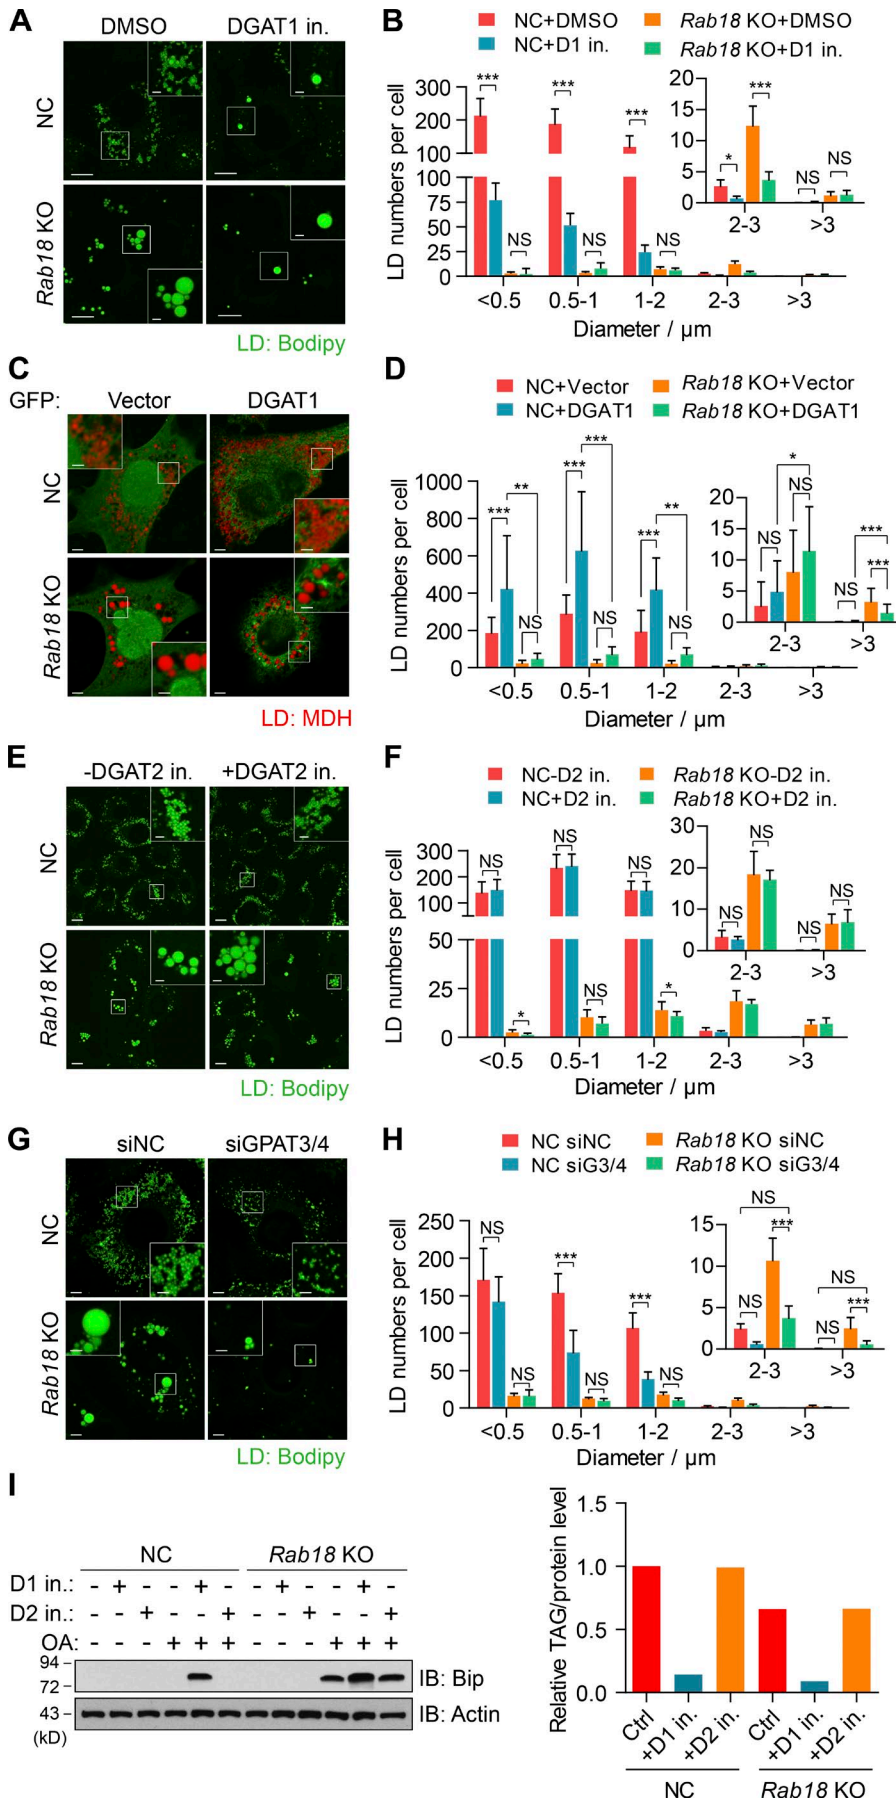 A
DMSO
DGAT1 in.
NC
Rab18 KO
LD: Bodipy
B
NC+DMSO
Rab18 KO+DMSO
NC+D1 in.
Rab18 KO+D1 in.
LD numbers per cell
300
200
100
100
75
50
25
0
***
***
***
NS
NS
NS
<0.5
0.5-1
1-2
2-3
>3
Diameter / μm
20
15
10
5
0
*
***
NS
NS
2-3
>3
C
GFP:
Vector
DGAT1
NC
Rab18 KO
LD: MDH
D
NC+Vector
Rab18 KO+Vector
NC+DGAT1
Rab18 KO+DGAT1
LD numbers per cell
1000
800
600
400
200
0
***
**
NS
***
***
NS
***
**
NS
<0.5
0.5-1
1-2
2-3
>3
Diameter / μm
20
15
10
5
0
*
NS
NS
***
***
NS
2-3
>3
E
-DGAT2 in.
+DGAT2 in.
NC
Rab18 KO
LD: Bodipy
F
NC-D2 in.
Rab18 KO-D2 in.
NC+D2 in.
Rab18 KO+D2 in.
LD numbers per cell
300
200
100
50
25
0
NS
NS
NS
*
NS
*
<0.5
0.5-1
1-2
2-3
>3
Diameter / μm
30
20
10
0
NS
NS
NS
NS
2-3
>3
G
siNC
siGPAT3/4
NC
Rab18 KO
LD: Bodipy
H
NC siNC
Rab18 KO siNC
NC siG3/4
Rab18 KO siG3/4
LD numbers per cell
250
200
150
100
50
0
NS
***
***
NS
NS
NS
<0.5
0.5-1
1-2
2-3
>3
Diameter / μm
15
10
5
0
NS
***
NS
NS
***
NS
2-3
>3
I
NC
Rab18 KO
D1 in.: - + - - + - - + - - + -
D2 in.: - - + - - + - - + - - +
OA: - - - + + + - - - + + +
94
72
IB: Bip
43
IB: Actin
(kD)
Relative TAG/protein level
1.5
1.0
0.5
0.0
Ctrl
+D1 in.
+D2 in.
Ctrl
+D1 in.
+D2 in.
NC
Rab18 KO